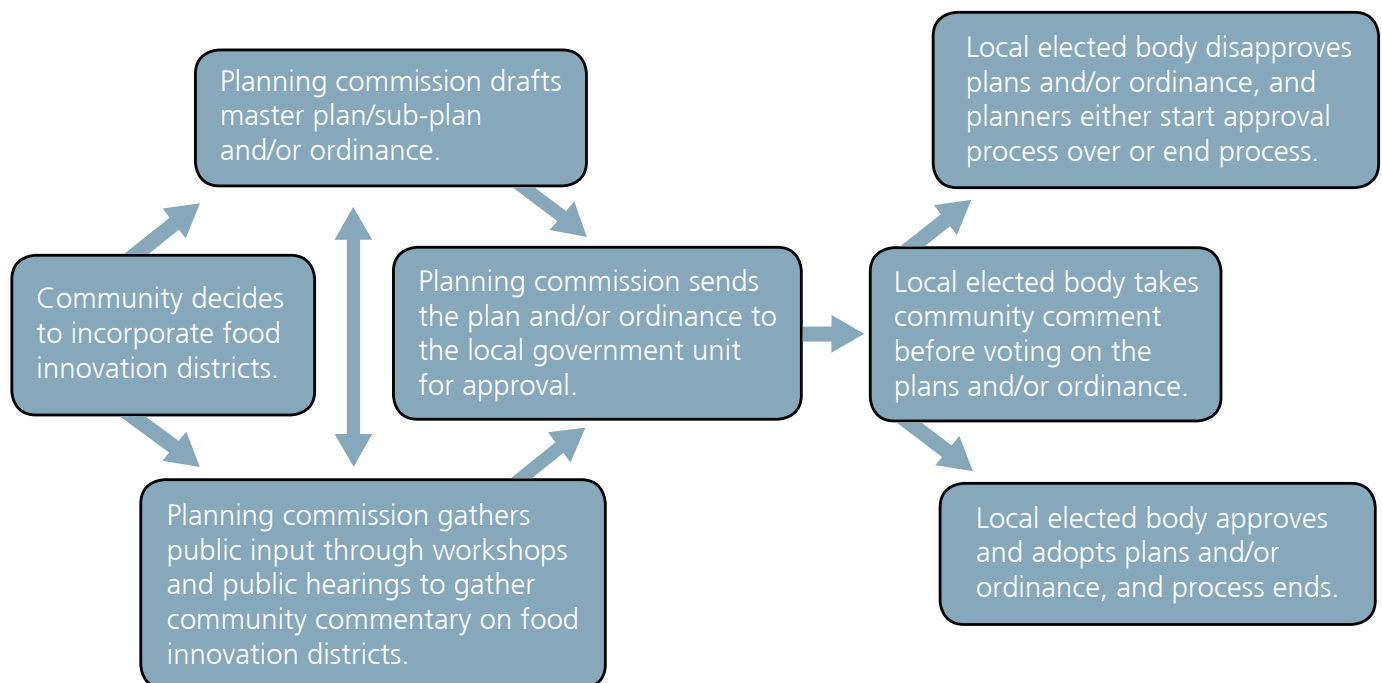 Community decides
to incorporate food
innovation districts.
Planning commission drafts
master plan/sub-plan
and/or ordinance.
Planning commission gathers
public input through workshops
and public hearings to gather
community commentary on food
innovation districts.
Planning commission sends
the plan and/or ordinance to
the local government unit
for approval.
Local elected body takes
community comment
before voting on the
plans and/or ordinance.
Local elected body disapproves
plans and/or ordinance, and
planners either start approval
process over or end process.
Local elected body approves
and adopts plans and/or
ordinance, and process ends.